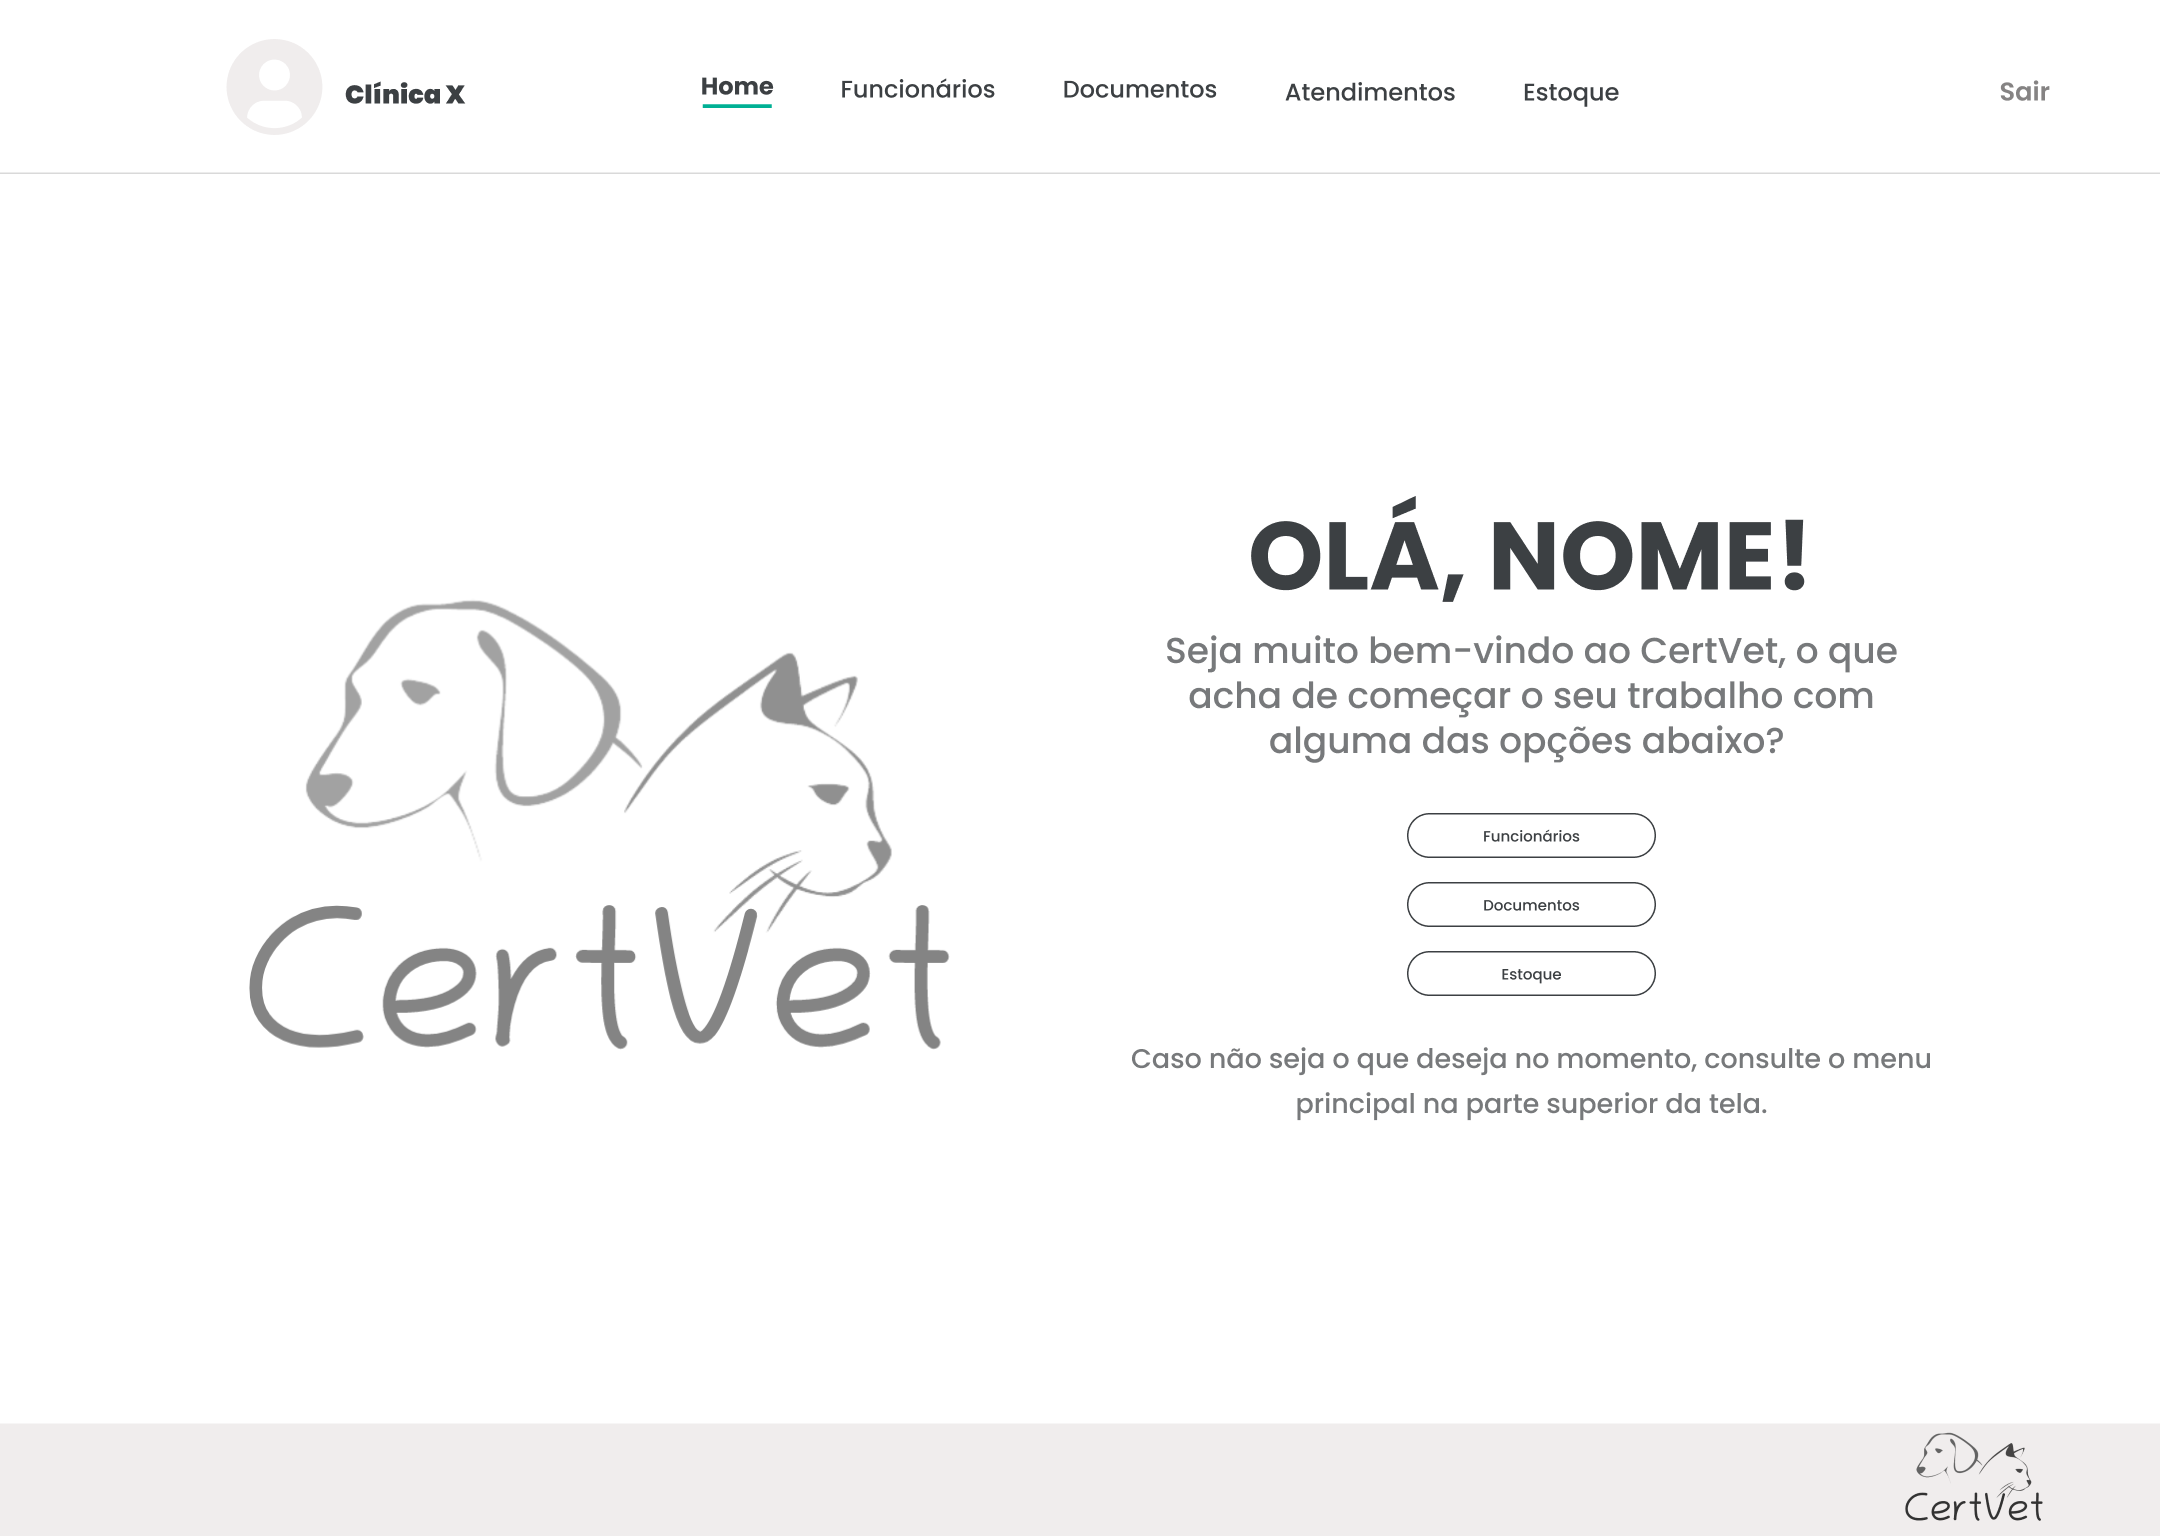 Clínica X
Home
Funcionários
Documentos
Atendimentos
Estoque
Sair
OLÁ, NOME!
Seja muito bem-vindo ao CertVet, o que
acha de começar o seu trabalho com
alguma das opções abaixo?
Funcionários
Documentos
Estoque
Caso não seja o que deseja no momento, consulte o menu
principal na parte superior da tela.
CertVet
CertVet